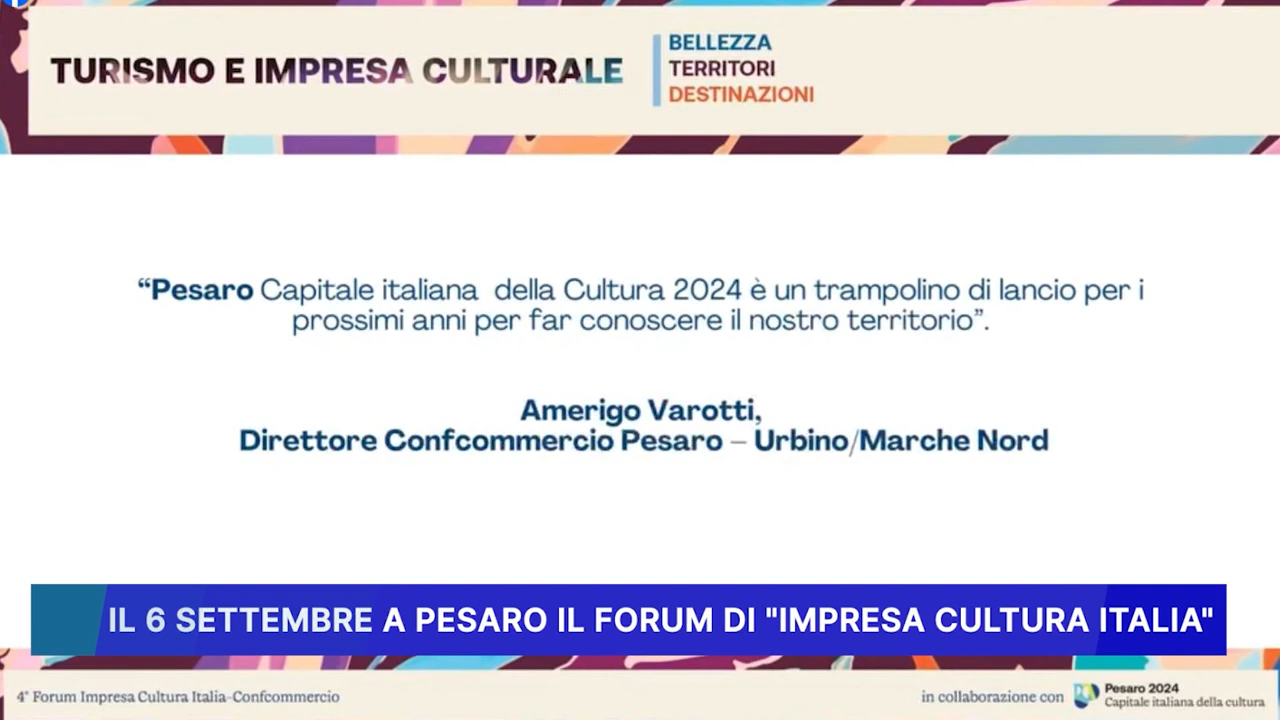 TURISMO E IMPRESA CULTURALE
BELLEZZA
TERRITORI
DESTINAZIONI
“Pesaro Capitale italiana della Cultura 2024 è un trampolino di lancio per i
prossimi anni per far conoscere il nostro territorio”.
Amerigo Varotti,
Direttore Confcommercio Pesaro – Urbino/Marche Nord
IL 6 SETTEMBRE A PESARO IL FORUM DI "IMPRESA CULTURA ITALIA"
4° Forum Impresa Cultura Italia-Confcommercio
in collaborazione con
Pesaro 2024
Capitale italiana della cultura